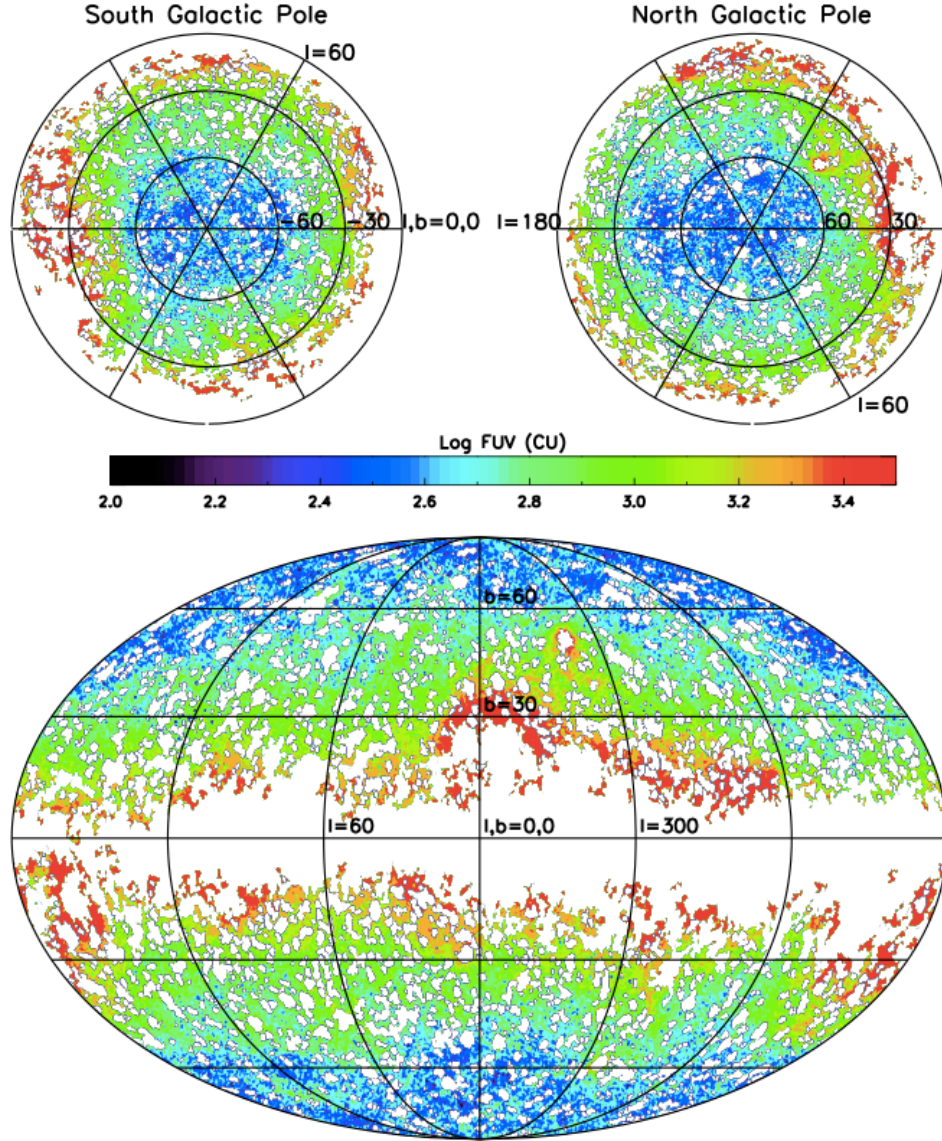 South Galactic Pole
North Galactic Pole
l=60
-60
-30
l,b=0,0
l=180
60
30
l=60
Log FUV (CU)
2.0 2.2 2.4 2.6 2.8 3.0 3.2 3.4
b=60
b=30
l=60
l,b=0,0
l=300